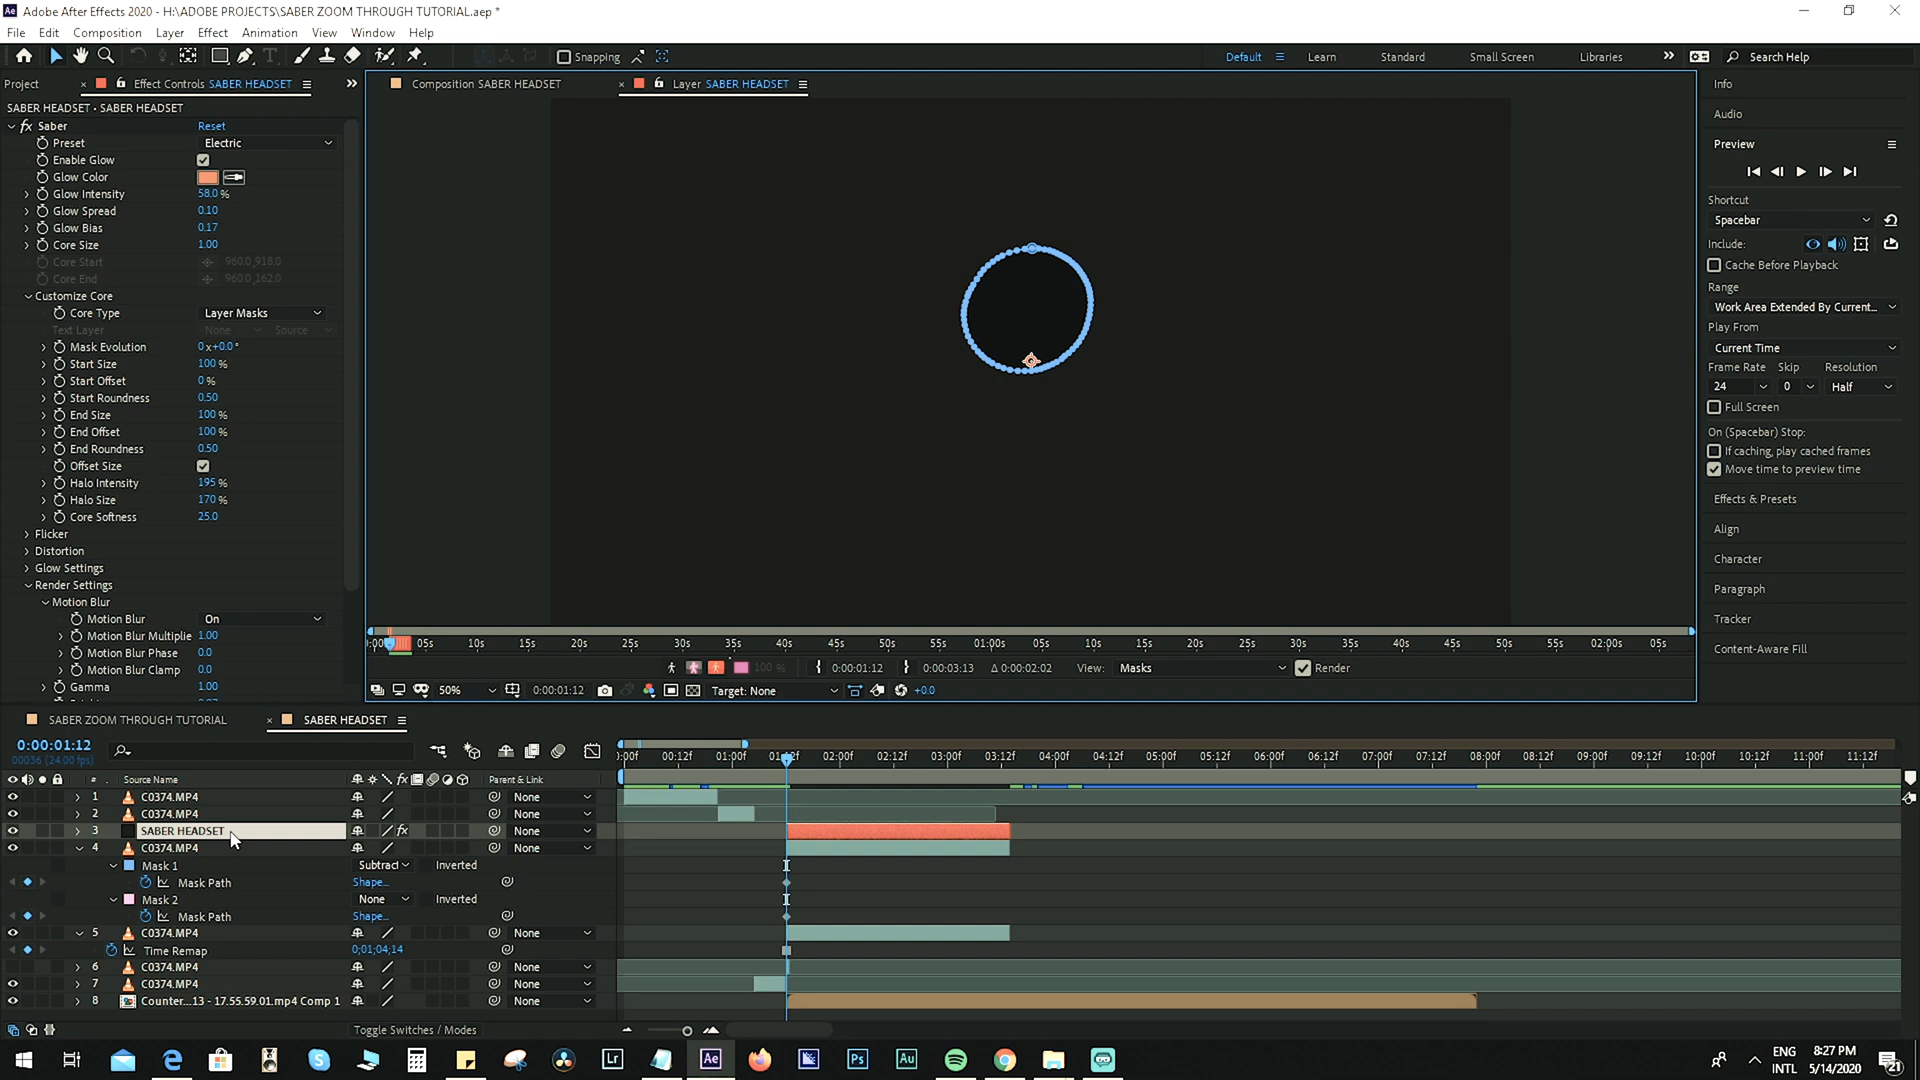 Adobe After Effects 2020 - H:\ADOBE PROJECTS\SABER ZOOM THROUGH TUTORIAL.aep *
File Edit Composition Layer Effect Animation View Window Help
Snapping
Default Learn Standard Small Screen Libraries Search Help
Project Effect Controls SABER HEADSET
SABER HEADSET • SABER HEADSET
fx Saber Reset
Preset Electric
Enable Glow
Glow Color
Glow Intensity 58.0 %
Glow Spread 0.10
Glow Bias 0.17
Core Size 1.00
Core Start 960.0,918.0
Core End 960.0,162.0
Customize Core
Core Type Layer Masks
Text Layer None Source
Mask Evolution 0x+0.0°
Start Size 100 %
Start Offset 0 %
Start Roundness 0.50
End Size 100 %
End Offset 100 %
End Roundness 0.50
Offset Size
Halo Intensity 195 %
Halo Size 170 %
Core Softness 25.0
Flicker
Distortion
Glow Settings
Render Settings
Motion Blur
Motion Blur On
Motion Blur Multiplie 1.00
Motion Blur Phase 0.0
Motion Blur Clamp 0.0
Gamma 1.00
Composition SABER HEADSET
Layer SABER HEADSET
05s 10s 15s 20s 25s 30s 35s 40s 45s 50s 55s 01:00s 05s 10s 15s 20s 25s 30s 35s 40s 45s 50s 55s 02:00s 05s
100 % 0:00:01:12 0:00:03:13 Δ 0:00:02:02 View: Masks Render
50% 0:00:01:12 Target: None +0.0
Info
Audio
Preview
Shortcut
Spacebar
Include:
Cache Before Playback
Range
Work Area Extended By Current...
Play From
Current Time
Frame Rate Skip Resolution
24 0 Half
Full Screen
On (Spacebar) Stop:
If caching, play cached frames
Move time to preview time
Effects & Presets
Align
Character
Paragraph
Tracker
Content-Aware Fill
SABER ZOOM THROUGH TUTORIAL SABER HEADSET
0:00:01:12
00036 (24.00 fps)
:00f 00:12f 01:00f 01:12f 02:00f 02:12f 03:00f 03:12f 04:00f 04:12f 05:00f 05:12f 06:00f 06:12f 07:00f 07:12f 08:00f 08:12f 09:00f 09:12f 10:00f 10:12f 11:00f 11:12f
# . Source Name fx Parent & Link
1 C0374.MP4 None
2 C0374.MP4 None
3 SABER HEADSET fx None
4 C0374.MP4 None
Mask 1 Subtract Inverted
Mask Path Shape...
Mask 2 None Inverted
Mask Path Shape...
5 C0374.MP4 None
Time Remap 0;01;04;14
6 C0374.MP4 None
7 C0374.MP4 None
8 Counter...13 - 17.55.59.01.mp4 Comp 1 None
Toggle Switches / Modes
Lr Ae Ps Au
ENG 8:27 PM
INTL 5/14/2020
21